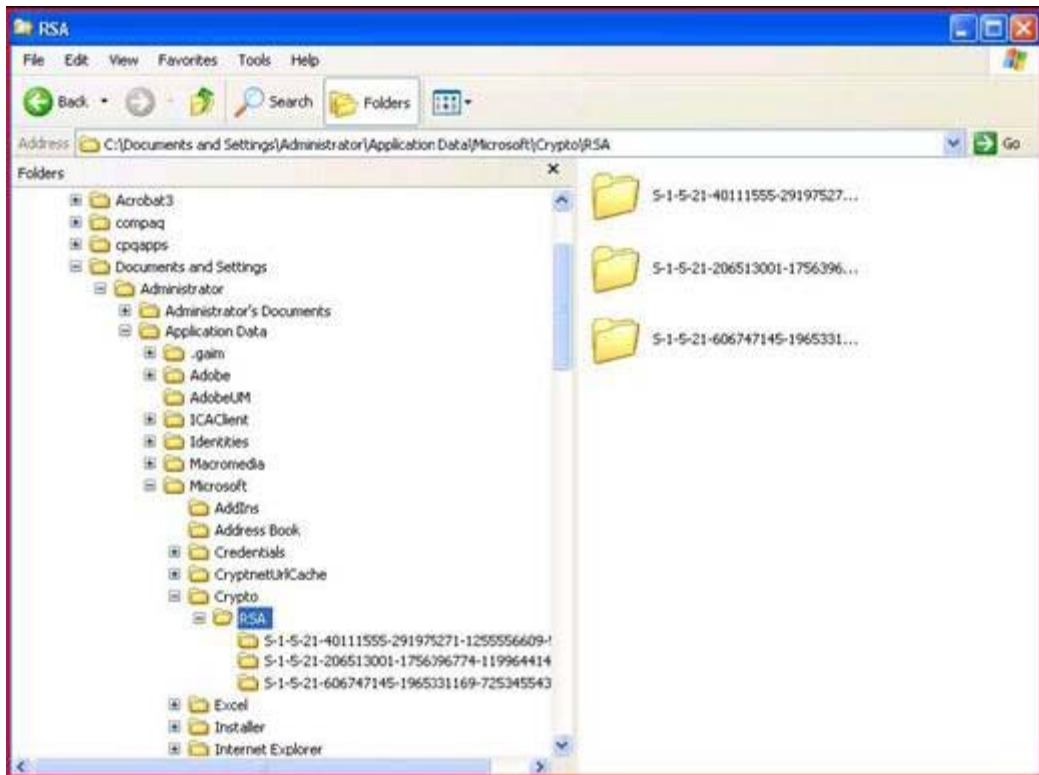 RSA
File Edit View Favorites Tools Help
Back Search Folders
Address C:\Documents and Settings\Administrator\Application Data\Microsoft\Crypto\RSA Go
Folders
Acrobat3
compaq
cpqapps
Documents and Settings
Administrator
Administrator's Documents
Application Data
.gaim
Adobe
AdobeUM
ICAClient
Identities
Macromedia
Microsoft
AddIns
Address Book
Credentials
CryptnetUrlCache
Crypto
RSA
S-1-5-21-40111555-291975271-1255556609-
S-1-5-21-206513001-1756396774-119964414
S-1-5-21-606747145-1965331169-725345543
Excel
Installer
Internet Explorer
S-1-5-21-40111555-29197527...
S-1-5-21-206513001-1756396...
S-1-5-21-606747145-1965331...